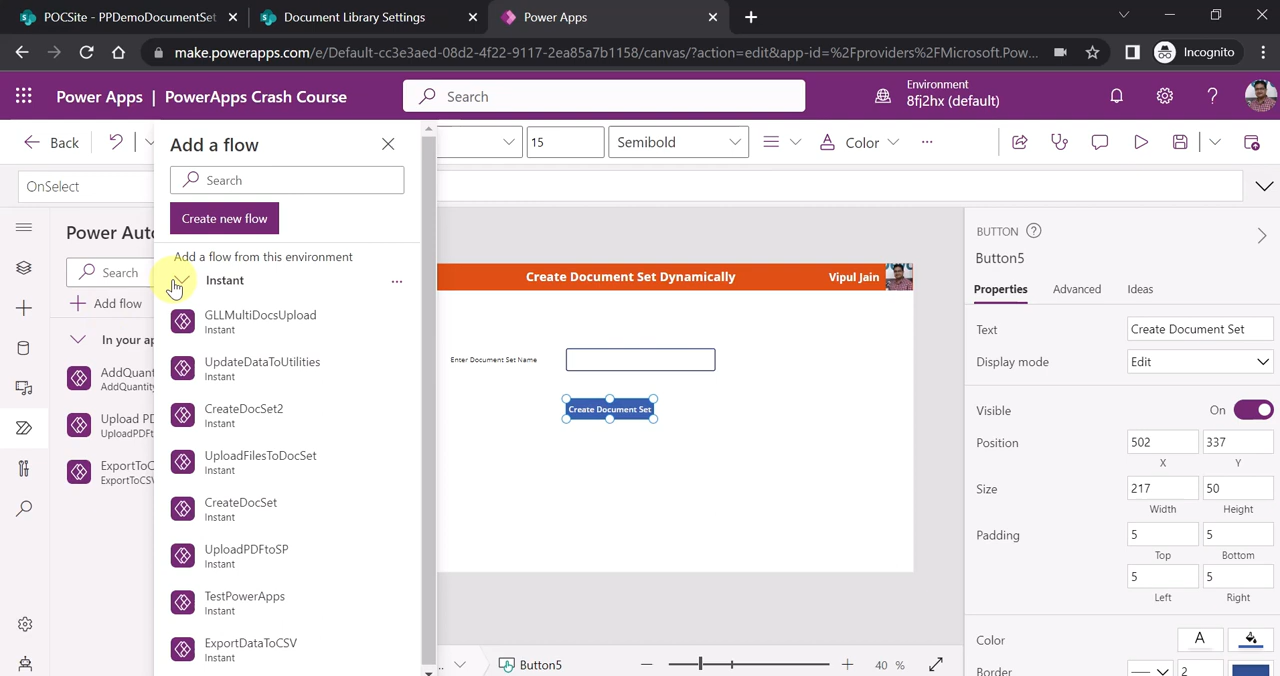 POCSite - PPDemoDocumentSet
Document Library Settings
Power Apps
make.powerapps.com/e/Default-cc3e3aed-08d2-4f22-9117-2ea85a7b1158/canvas/?action=edit&app-id=%2Fproviders%2FMicrosoft.Pow...
Incognito
Power Apps | PowerApps Crash Course
Search
Environment
8fj2hx (default)
Back
Add a flow
15
Semibold
Color
OnSelect
Search
Create new flow
Power Auto
Search
Add flow
In your ap
AddQuant
AddQuantity
Upload PD
UploadPDFt
ExportToC
ExportToCSV
Add a flow from this environment
Instant
GLLMultiDocsUpload
Instant
UpdateDataToUtilities
Instant
CreateDocSet2
Instant
UploadFilesToDocSet
Instant
CreateDocSet
Instant
UploadPDFtoSP
Instant
TestPowerApps
Instant
ExportDataToCSV
Instant
Create Document Set Dynamically
Vipul Jain
Enter Document Set Name
Create Document Set
Button5
40 %
BUTTON
Button5
Properties
Advanced
Ideas
Text
Create Document Set
Display mode
Edit
Visible
On
Position
502
337
X
Y
Size
217
50
Width
Height
Padding
5
5
Top
Bottom
5
5
Left
Right
Color
A
Border
2